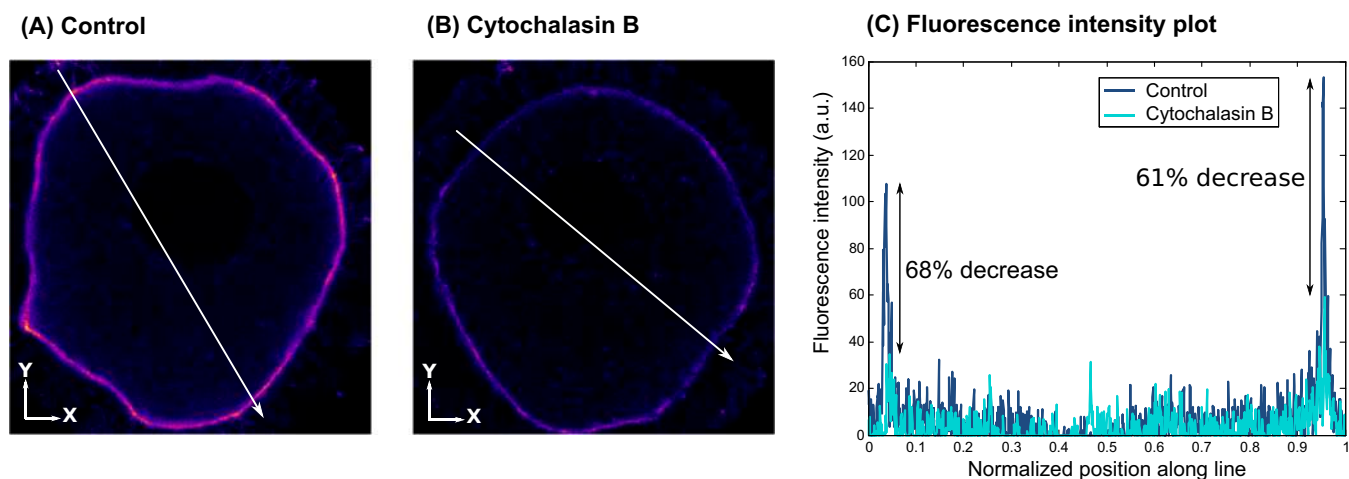 (A) Control
(B) Cytochalasin B
(C) Fluorescence intensity plot
Y
X
Y
X
Fluorescence intensity (a.u.)
160
140
120
100
80
60
40
20
0
Control
Cytochalasin B
68% decrease
61% decrease
0 0.1 0.2 0.3 0.4 0.5 0.6 0.7 0.8 0.9 1
Normalized position along line